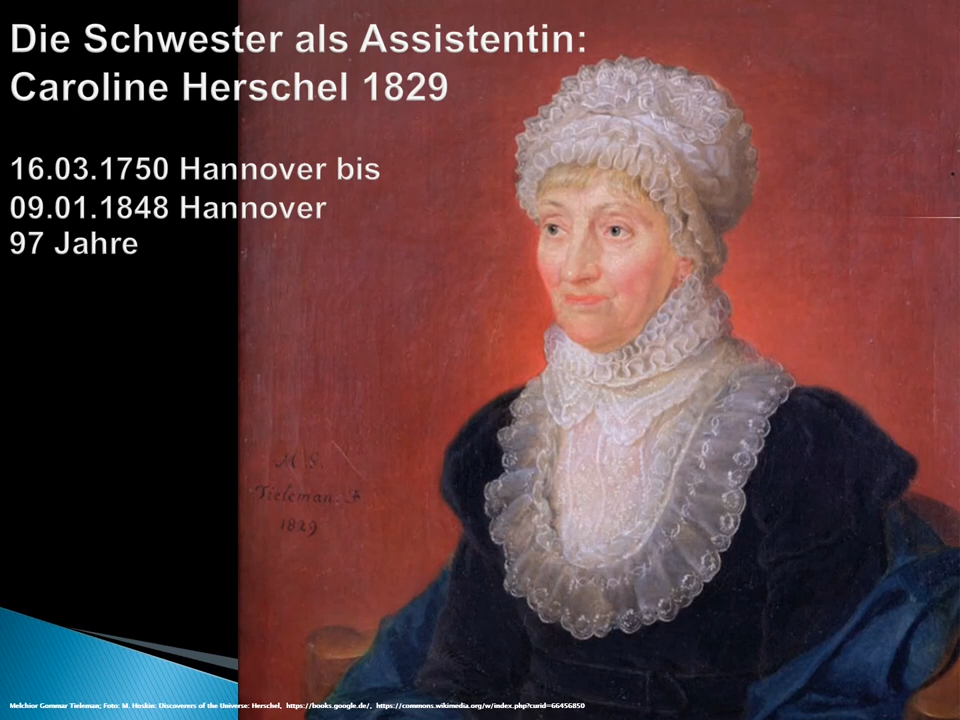 Die Schwester als Assistentin:
Caroline Herschel 1829
16.03.1750 Hannover bis
09.01.1848 Hannover
97 Jahre
M. G.
Tieleman. F
1829
Melchior Gommar Tieleman; Foto: M. Hoskin: Discoverers of the Universe: Herschel, https://books.google.de/, https://commons.wikimedia.org/w/index.php?curid=66456850